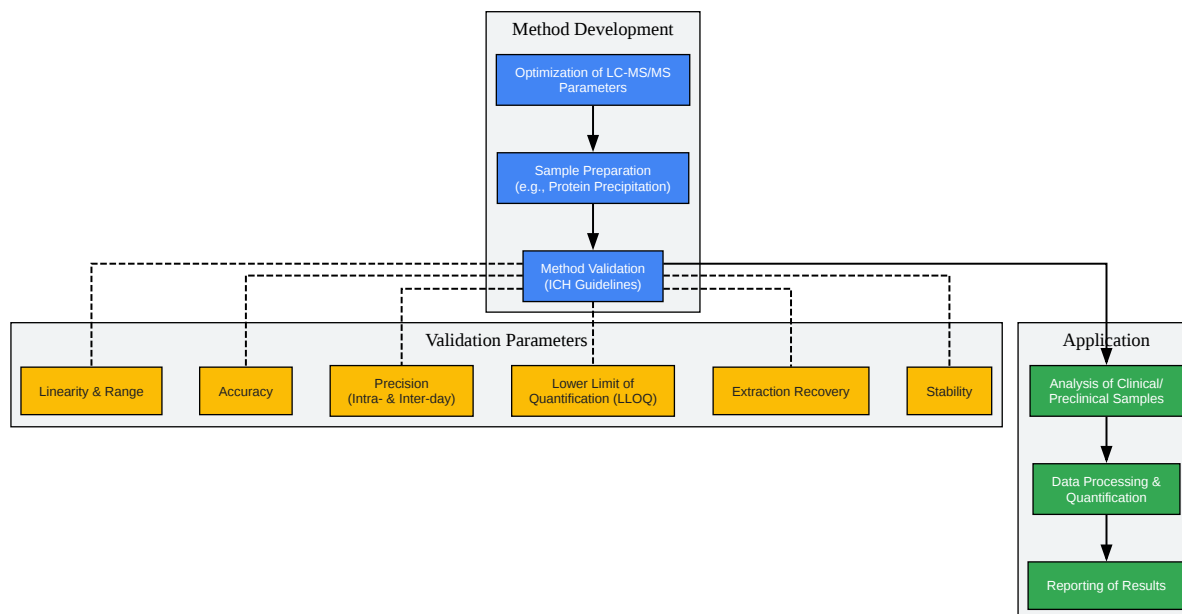 Method Development
Optimization of LC-MS/MS
Parameters
Sample Preparation
(e.g., Protein Precipitation)
Method Validation
(ICH Guidelines)
Validation Parameters
Linearity & Range
Accuracy
Precision
(Intra- & Inter-day)
Lower Limit of
Quantification (LLOQ)
Extraction Recovery
Stability
Application
Analysis of Clinical/
Preclinical Samples
Data Processing &
Quantification
Reporting of Results